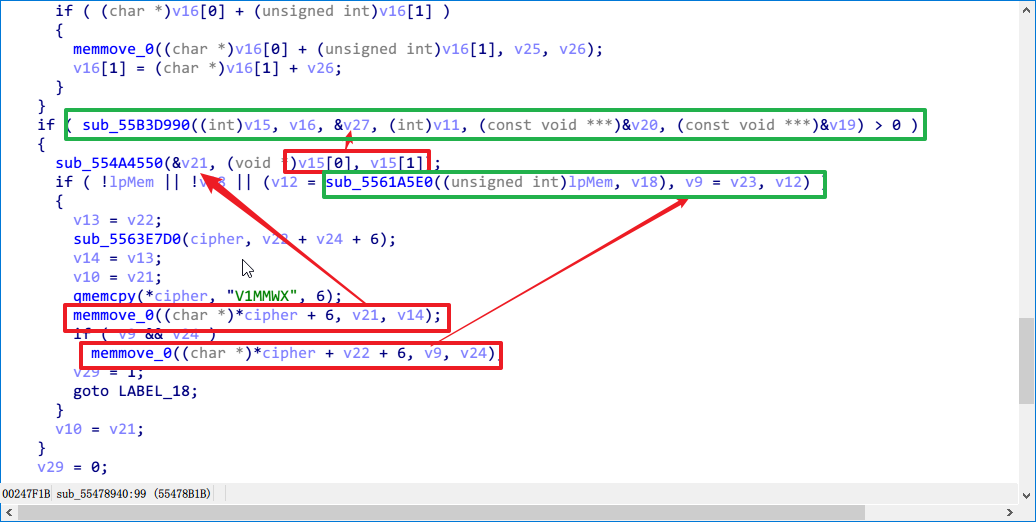 if ( (char *)v16[0] + (unsigned int)v16[1] )
{
memmove_0((char *)v16[0] + (unsigned int)v16[1], v25, v26);
v16[1] = (char *)v16[1] + v26;
}
}
if ( sub_55B3D990((int)v15, v16, &v27, (int)v11, (const void ***)&v20, (const void ***)&v19) > 0 )
{
sub_554A4550(&v21, (void *)v15[0], v15[1]);
if ( !lpMem || ! || (v12 = sub_5561A5E0((unsigned int)lpMem, v18), v9 = v23, v12) )
{
v13 = v22;
sub_5563E7D0(cipher, v22 + v24 + 6);
v14 = v13;
v10 = v21;
qmemcpy(*cipher, "V1MMWX", 6);
memmove_0((char *)*cipher + 6, v21, v14);
if ( v9 && v24 )
memmove_0((char *)*cipher + v22 + 6, v9, v24)
v29 = 1;
goto LABEL_18;
}
v10 = v21;
}
v29 = 0;
00247F1B sub_55478940:99 (55478B1B)